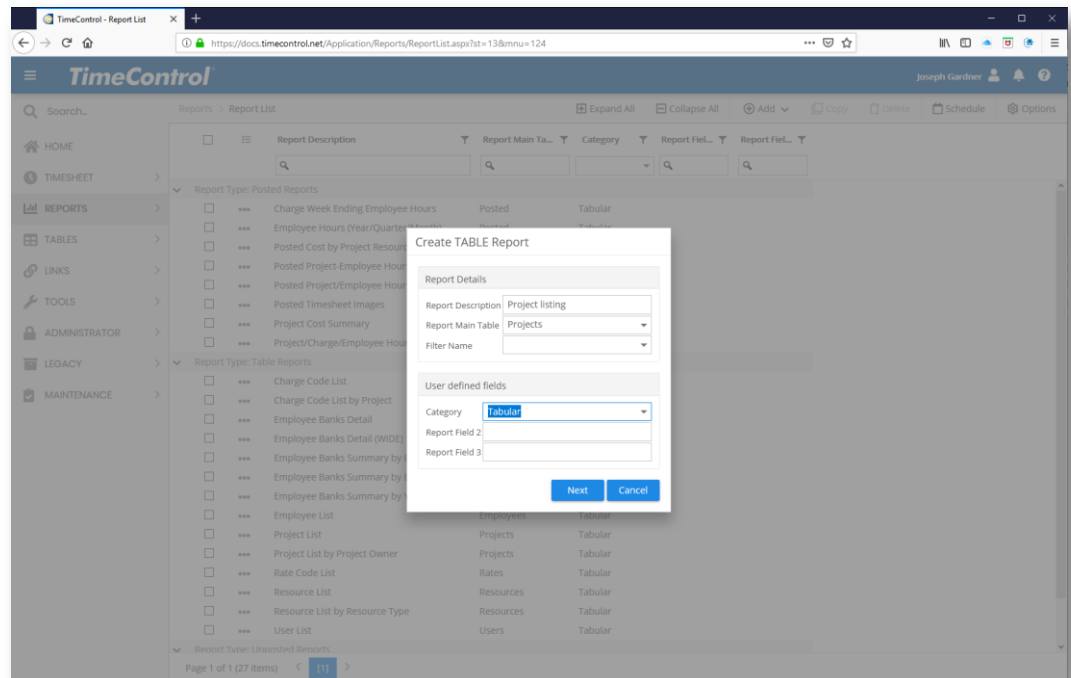 TimeControl - Report List
https://docs.timecontrol.net/Application/Reports/ReportList.aspx?st=13&mnu=124
TimeControl
Joseph Gardner
Search...
Reports > Report List
Expand All
Collapse All
Add
Copy
Delete
Schedule
Options
HOME
TIMESHEET
REPORTS
TABLES
LINKS
TOOLS
ADMINISTRATOR
LEGACY
MAINTENANCE
Report Description
Report Main Ta...
Category
Report Fiel...
Report Fiel...
Report Type: Posted Reports
Charge Week Ending Employee Hours Posted Tabular
Employee Hours (Year/Quarter/Month) Posted Tabular
Posted Cost by Project Resourc
Posted Project-Employee Hour
Posted Project/Employee Hour
Posted Timesheet Images
Project Cost Summary
Project/Charge/Employee Hou
Report Type: Table Reports
Charge Code List
Charge Code List by Project
Employee Banks Detail
Employee Banks Detail (WIDE)
Employee Banks Summary by
Employee Banks Summary by
Employee Banks Summary by
Employee List Employees Tabular
Project List Projects Tabular
Project List by Project Owner Projects Tabular
Rate Code List Rates Tabular
Resource List Resources Tabular
Resource List by Resource Type Resources Tabular
User List Users Tabular
Report Type: Unposted Reports
Page 1 of 1 (27 items) < [1] >
Create TABLE Report
Report Details
Report Description Project listing
Report Main Table Projects
Filter Name
User defined fields
Category Tabular
Report Field 2
Report Field 3
Next Cancel